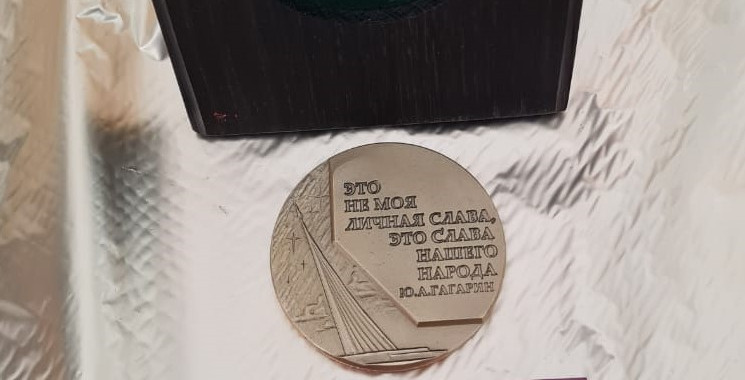 ЭТО
НЕ МОЯ
ЛИЧНАЯ СЛАВА,
ЭТО СЛАВА
НАШЕГО
НАРОДА
Ю.А.ГАГАРИН